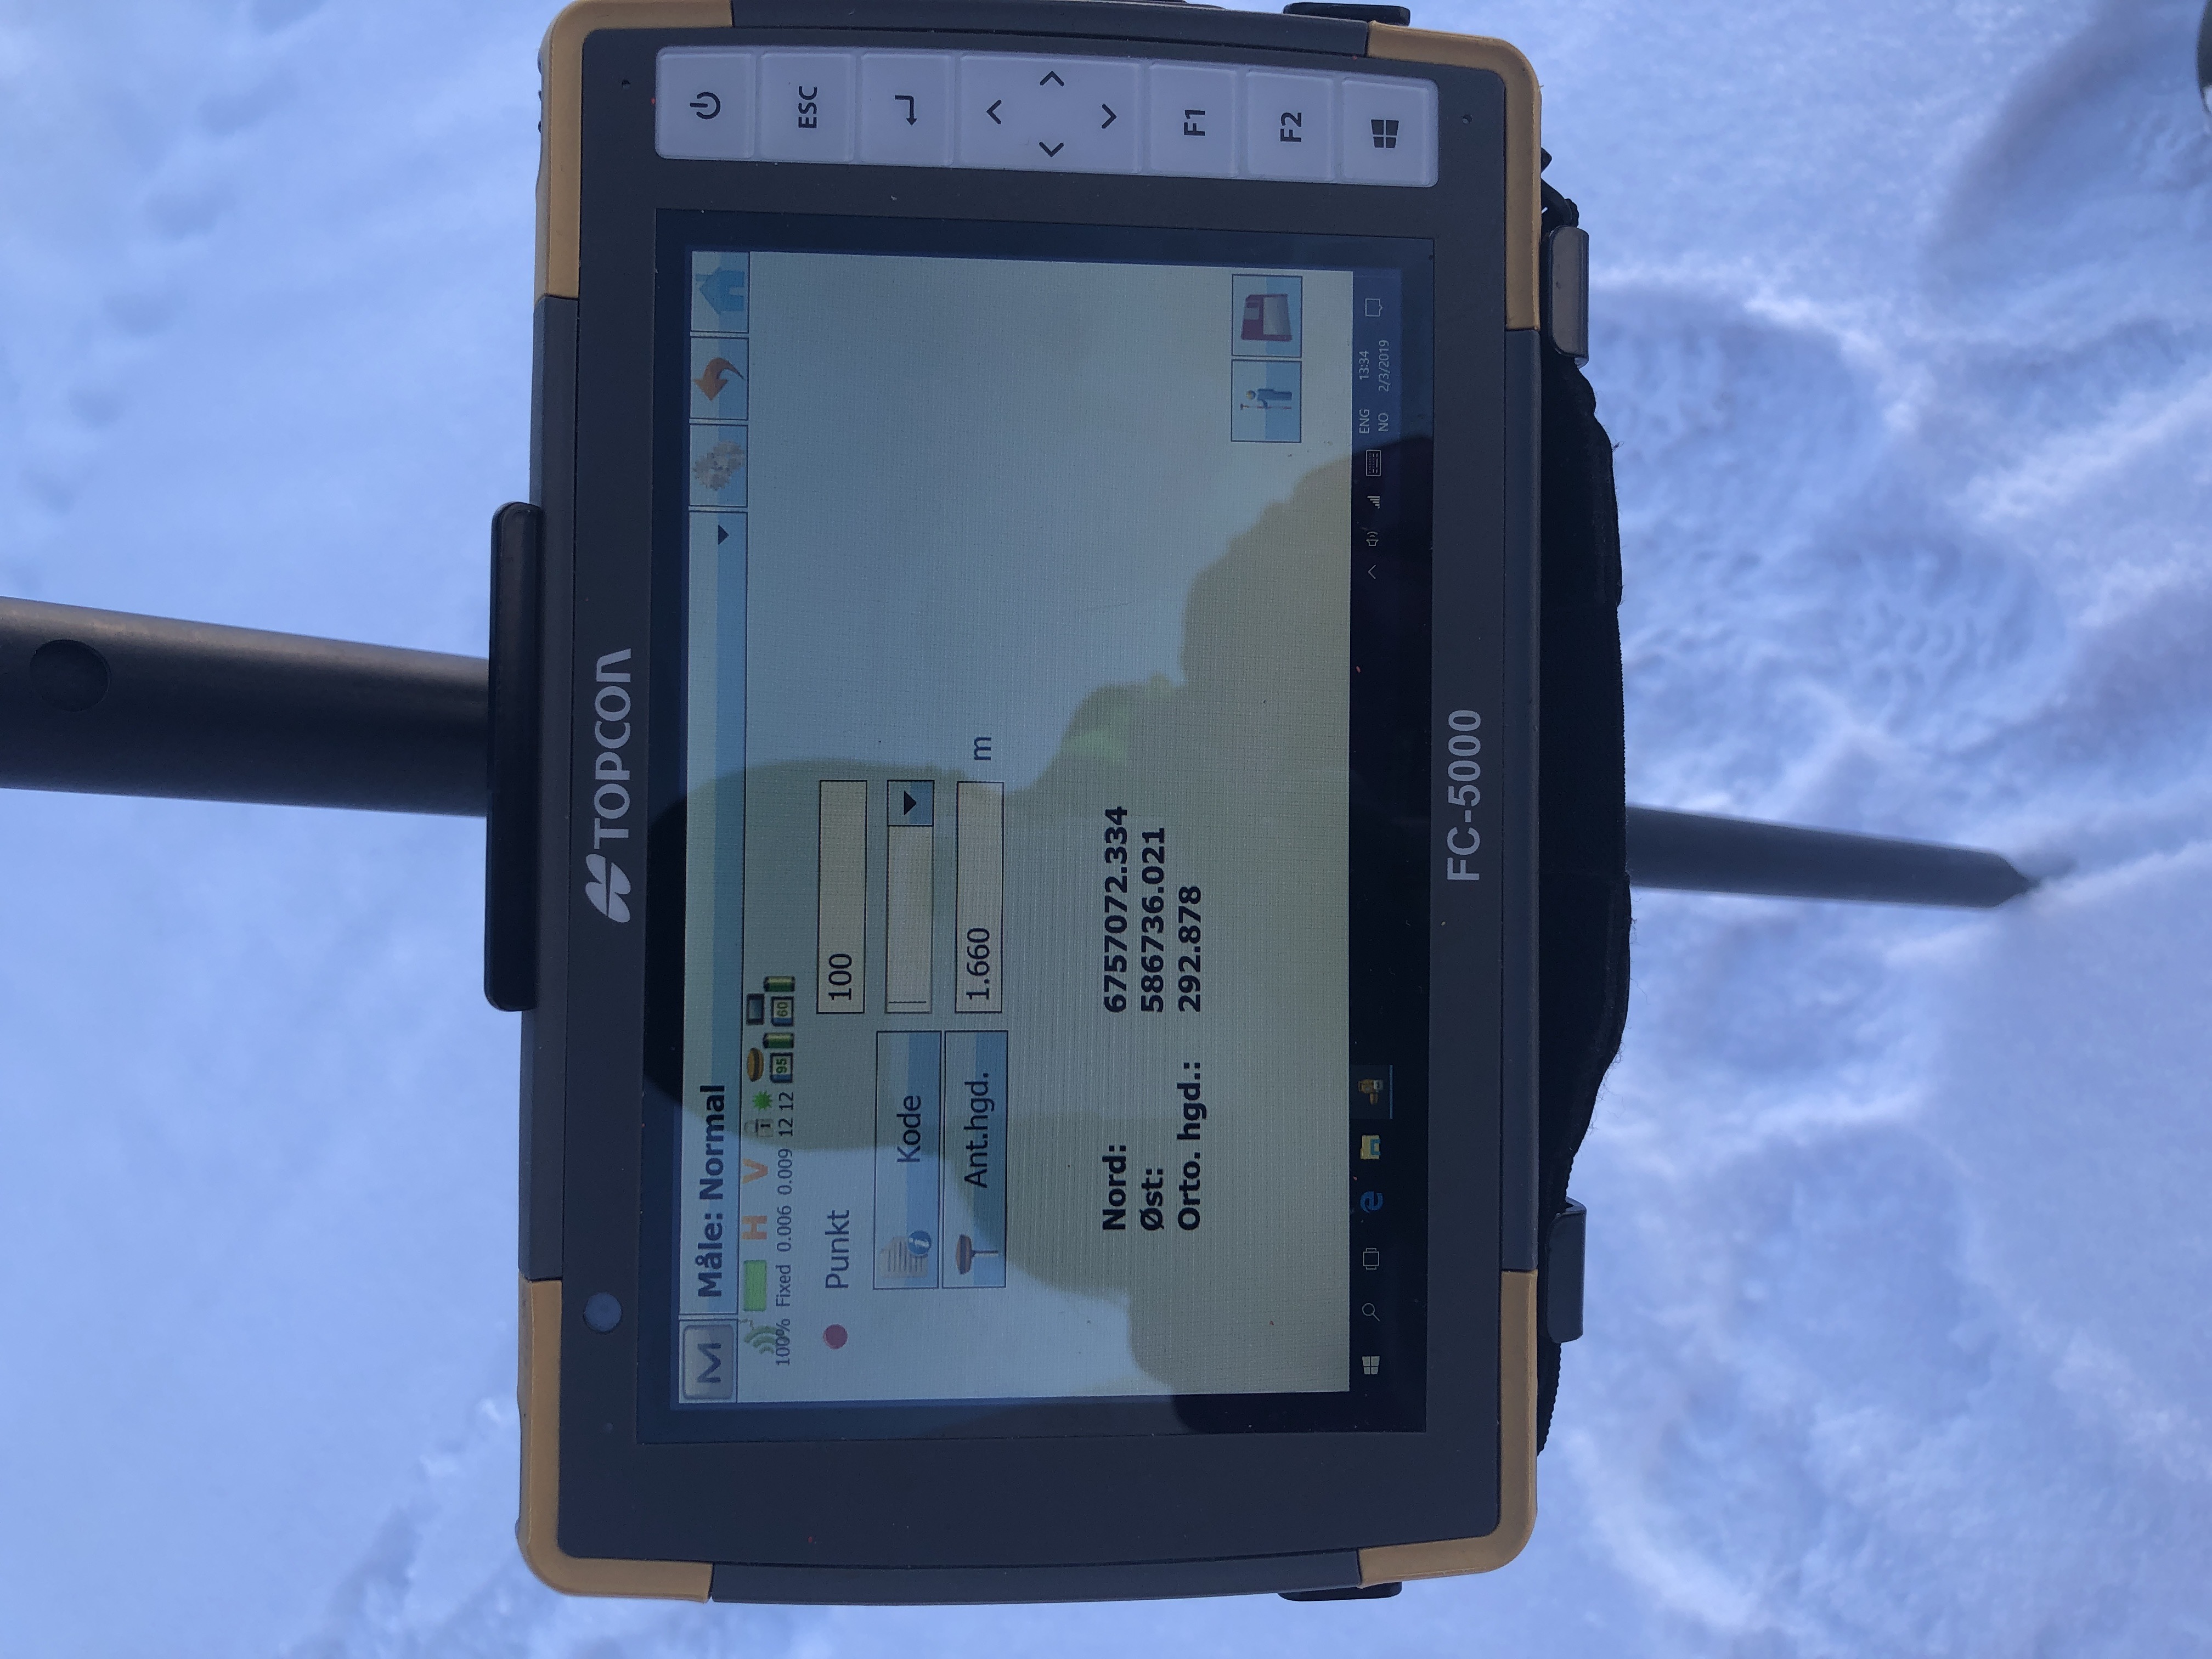 TOPCON
M
Måle: Normal
H V
100% Fixed 0.006 0.009 12 12 95 60
Punkt 100
Kode
Ant.hgd. 1.660 m
Nord: 6757072.334
Øst: 586736.021
Orto. hgd.: 292.878
ENG 13:34
NO 2/3/2019
FC-5000
ESC
F1
F2